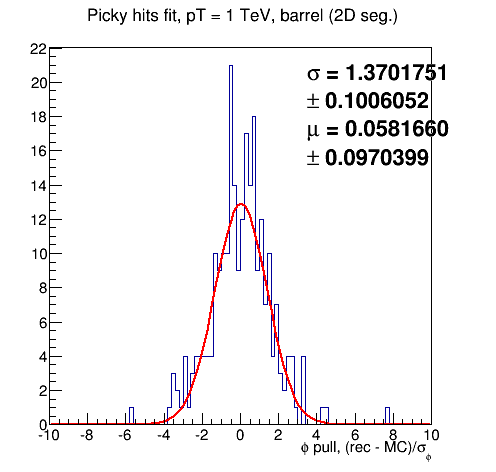 Picky hits fit, pT = 1 TeV, barrel (2D seg.)
σ = 1.3701751
± 0.1006052
μ = 0.0581660
± 0.0970399
22
20
18
16
14
12
10
8
6
4
2
0
-10 -8 -6 -4 -2 0 2 4 6 8 10
ϕ pull, (rec - MC)/σ_ϕ